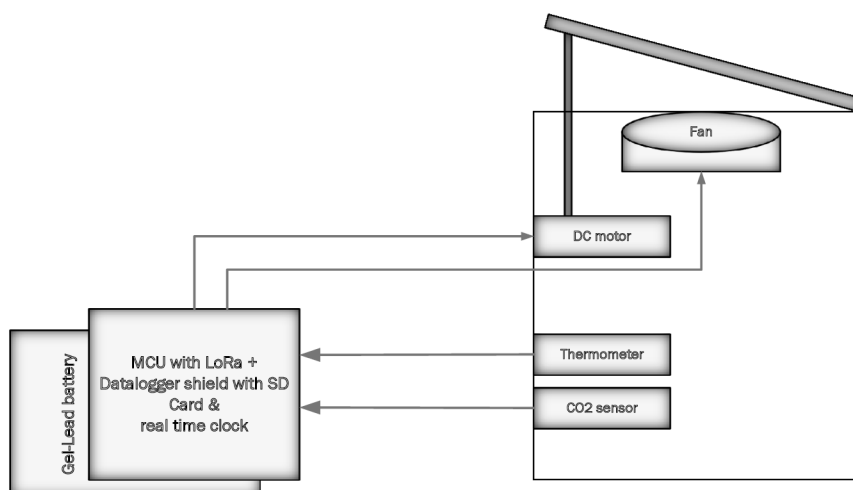 Fan
DC motor
Thermometer
CO2 sensor
MCU with LoRa +
Datalogger shield with SD
Card &
real time clock
Gel-Lead battery